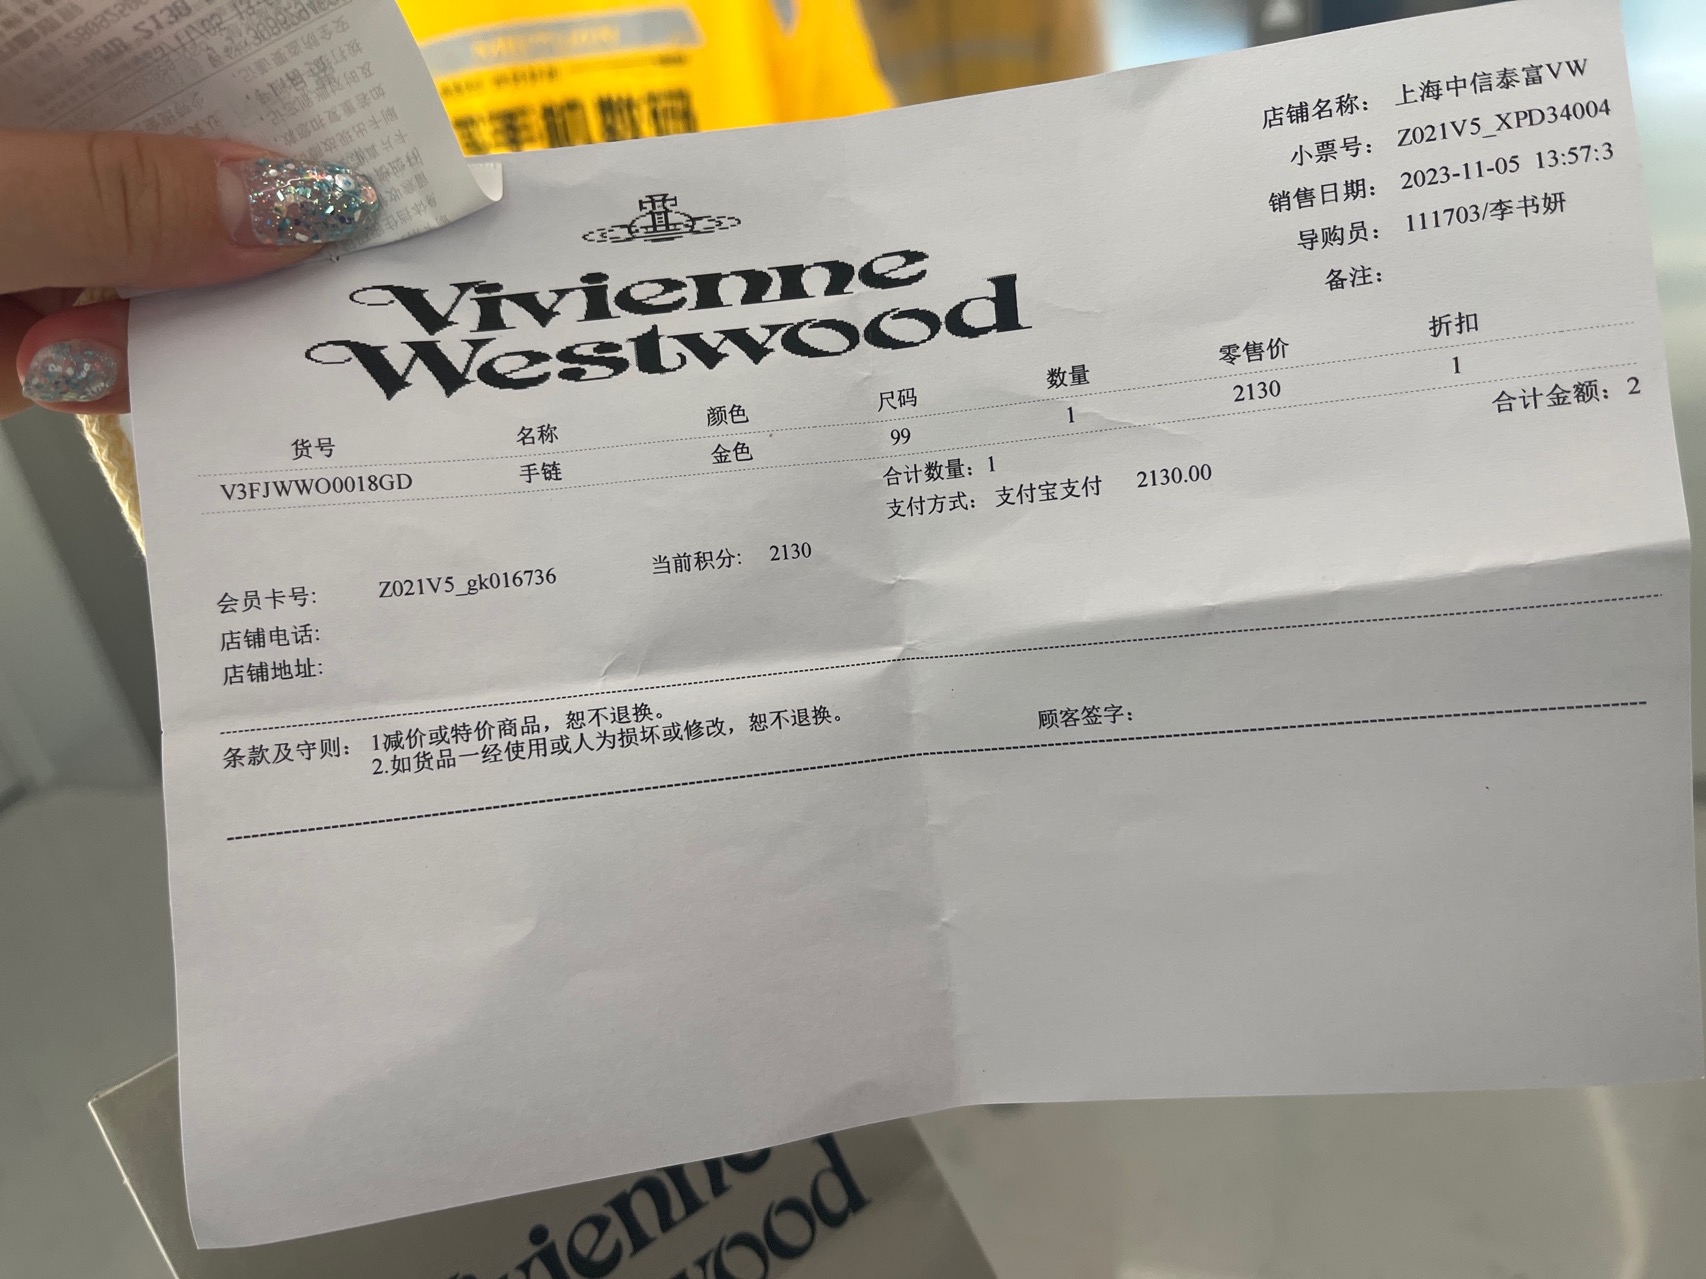 Vivienne
Westwood
店铺名称： 上海中信泰富VW
小票号： Z021V5_XPD34004
销售日期： 2023-11-05 13:57:3
导购员： 111703/李书妍
备注：
货号 名称 颜色 尺码 数量 零售价 折扣
V3FJWWO0018GD 手链 金色 99 1 2130 1
合计数量：1 合计金额：2
支付方式： 支付宝支付 2130.00
会员卡号: Z021V5_gk016736 当前积分: 2130
店铺电话:
店铺地址:
条款及守则： 1减价或特价商品，恕不退换。
2.如货品一经使用或人为损坏或修改，恕不退换。
顾客签字：
Vivienne